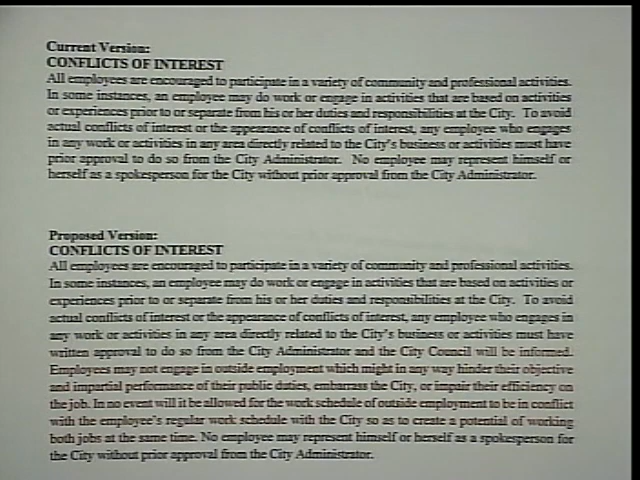 Current Version:
CONFLICTS OF INTEREST
All employees are encouraged to participate in a variety of community and professional activities.
In some instances, an employee may do work or engage in activities that are based on activities
or experiences prior to or separate from his or her duties and responsibilities at the City. To avoid
actual conflicts of interest or the appearance of conflicts of interest, any employee who engages
in any work or activities in any area directly related to the City's business or activities must have
prior approval to do so from the City Administrator. No employee may represent himself or
herself as a spokesperson for the City without prior approval from the City Administrator.
Proposed Version:
CONFLICTS OF INTEREST
All employees are encouraged to participate in a variety of community and professional activities.
In some instances, an employee may do work or engage in activities that are based on activities or
experiences prior to or separate from his or her duties and responsibilities at the City. To avoid
actual conflicts of interest or the appearance of conflicts of interest, any employee who engages in
any work or activities in any area directly related to the City's business or activities must have
written approval to do so from the City Administrator and the City Council will be informed.
Employees may not engage in outside employment which might in any way hinder their objective
and impartial performance of their public duties, embarrass the City, or impair their efficiency on
the job. In no event will it be allowed for the work schedule of outside employment to be in conflict
with the employee's regular work schedule with the City so as to create a potential of working
both jobs at the same time. No employee may represent himself or herself as a spokesperson for
the City without prior approval from the City Administrator.